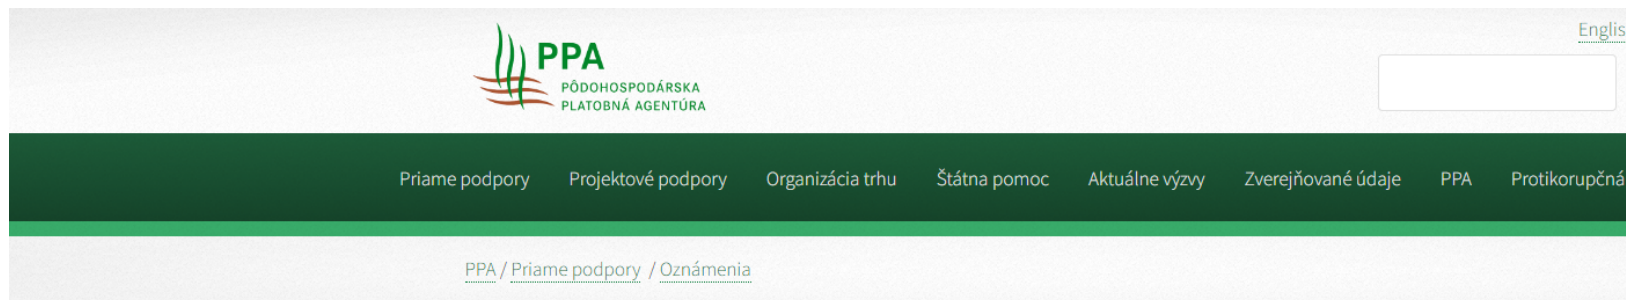 Englis
PPA
PÔDOHOSPODÁRSKA
PLATOBNÁ AGENTÚRA
Priame podpory Projektové podpory Organizácia trhu Štátna pomoc Aktuálne výzvy Zverejňované údaje PPA Protikorupčná
PPA / Priame podpory / Oznámenia